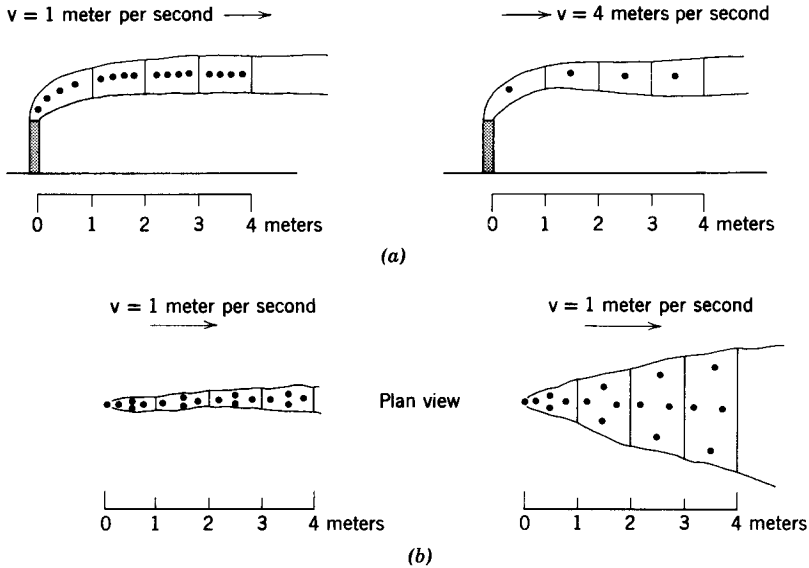 v = 1 meter per second
v = 4 meters per second
0 1 2 3 4 meters
0 1 2 3 4 meters
(a)
v = 1 meter per second
v = 1 meter per second
Plan view
0 1 2 3 4 meters
0 1 2 3 4 meters
(b)